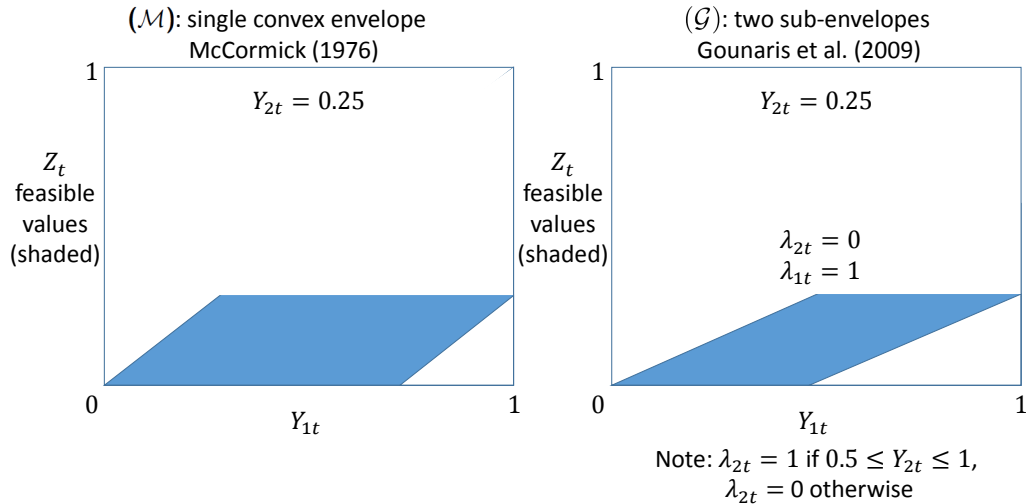 (ℳ): single convex envelope
McCormick (1976)
1
Y₂ₜ = 0.25
Zₜ
feasible
values
(shaded)
0
Y₁ₜ
1
(𝒢): two sub-envelopes
Gounaris et al. (2009)
1
Y₂ₜ = 0.25
Zₜ
feasible
values
(shaded)
λ₂ₜ = 0
λ₁ₜ = 1
0
Y₁ₜ
1
Note: λ₂ₜ = 1 if 0.5 ≤ Y₂ₜ ≤ 1,
λ₂ₜ = 0 otherwise